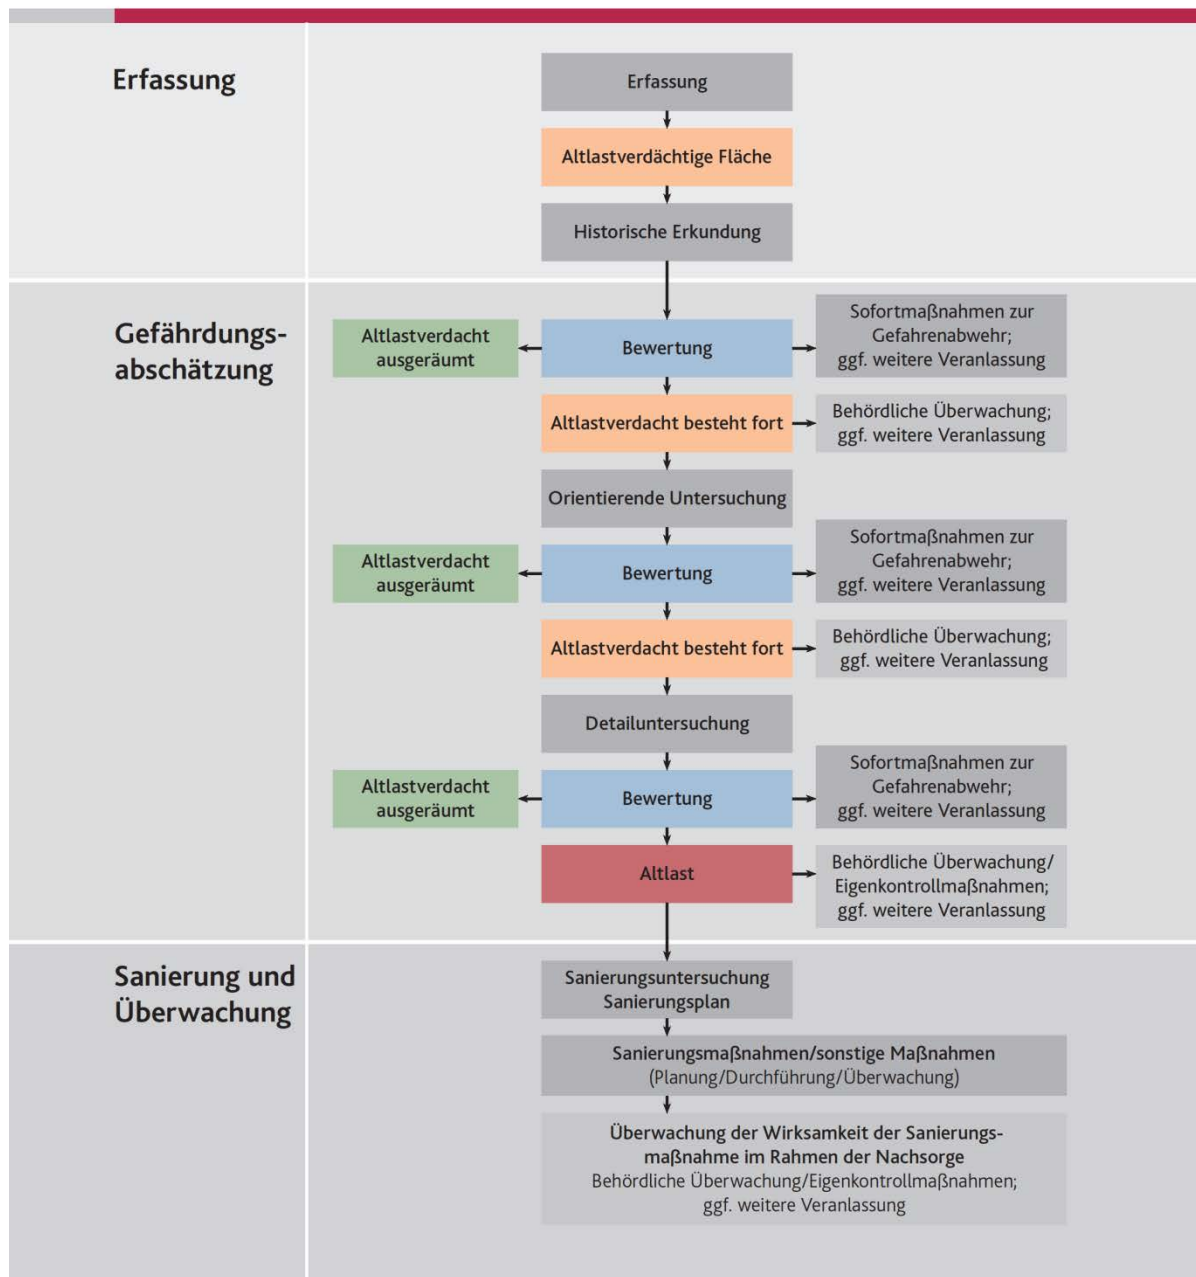 Erfassung
Erfassung
Altlastverdächtige Fläche
Historische Erkundung
Gefährdungs-
abschätzung
Altlastverdacht
ausgeräumt
Bewertung
Sofortmaßnahmen zur
Gefahrenabwehr;
ggf. weitere Veranlassung
Altlastverdacht besteht fort
Behördliche Überwachung;
ggf. weitere Veranlassung
Orientierende Untersuchung
Altlastverdacht
ausgeräumt
Bewertung
Sofortmaßnahmen zur
Gefahrenabwehr;
ggf. weitere Veranlassung
Altlastverdacht besteht fort
Behördliche Überwachung;
ggf. weitere Veranlassung
Detailuntersuchung
Altlastverdacht
ausgeräumt
Bewertung
Sofortmaßnahmen zur
Gefahrenabwehr;
ggf. weitere Veranlassung
Altlast
Behördliche Überwachung/
Eigenkontrollmaßnahmen;
ggf. weitere Veranlassung
Sanierung und
Überwachung
Sanierungsuntersuchung
Sanierungsplan
Sanierungsmaßnahmen/sonstige Maßnahmen
(Planung/Durchführung/Überwachung)
Überwachung der Wirksamkeit der Sanierungs-
maßnahme im Rahmen der Nachsorge
Behördliche Überwachung/Eigenkontrollmaßnahmen;
ggf. weitere Veranlassung